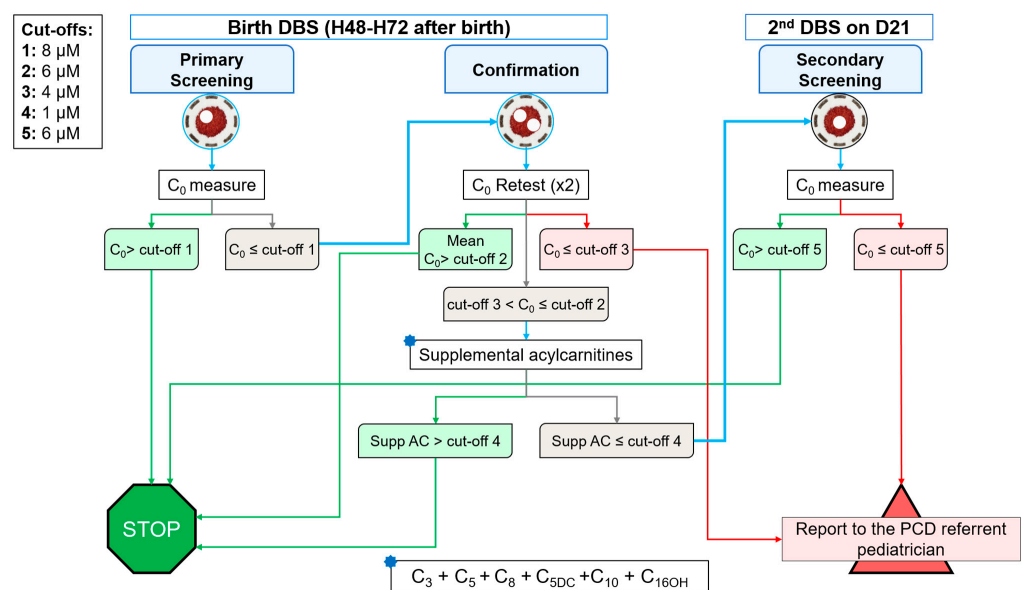 Cut-offs:
1: 8 µM
2: 6 µM
3: 4 µM
4: 1 µM
5: 6 µM
Birth DBS (H48-H72 after birth)
2nd DBS on D21
Primary
Screening
Confirmation
Secondary
Screening
C0 measure
C0 Retest (x2)
C0 measure
C0> cut-off 1
C0 ≤ cut-off 1
Mean
C0> cut-off 2
C0 ≤ cut-off 3
C0> cut-off 5
C0 ≤ cut-off 5
cut-off 3 < C0 ≤ cut-off 2
Supplemental acylcarnitines
Supp AC > cut-off 4
Supp AC ≤ cut-off 4
STOP
Report to the PCD referrent
pediatrician
C3 + C5 + C8 + C5DC +C10 + C16OH